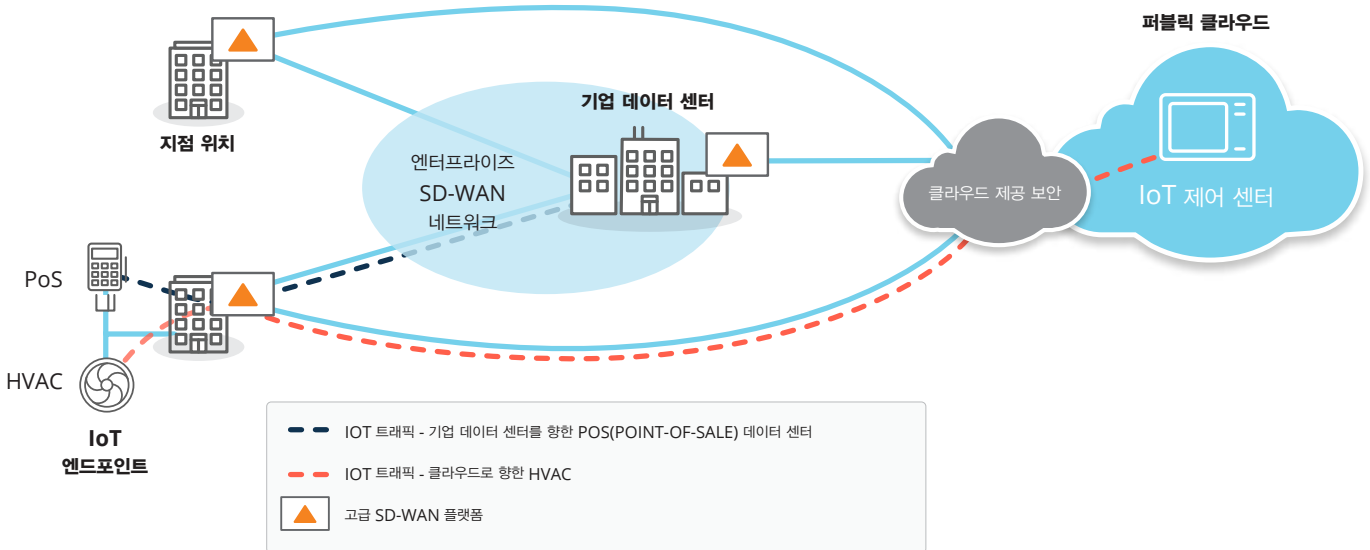 퍼블릭 클라우드
기업 데이터 센터
지점 위치
엔터프라이즈
SD-WAN
네트워크
클라우드 제공 보안
IoT 제어 센터
PoS
HVAC
IoT
엔드포인트
IOT 트래픽 - 기업 데이터 센터를 향한 POS(POINT-OF-SALE) 데이터 센터
IOT 트래픽 - 클라우드로 향한 HVAC
고급 SD-WAN 플랫폼